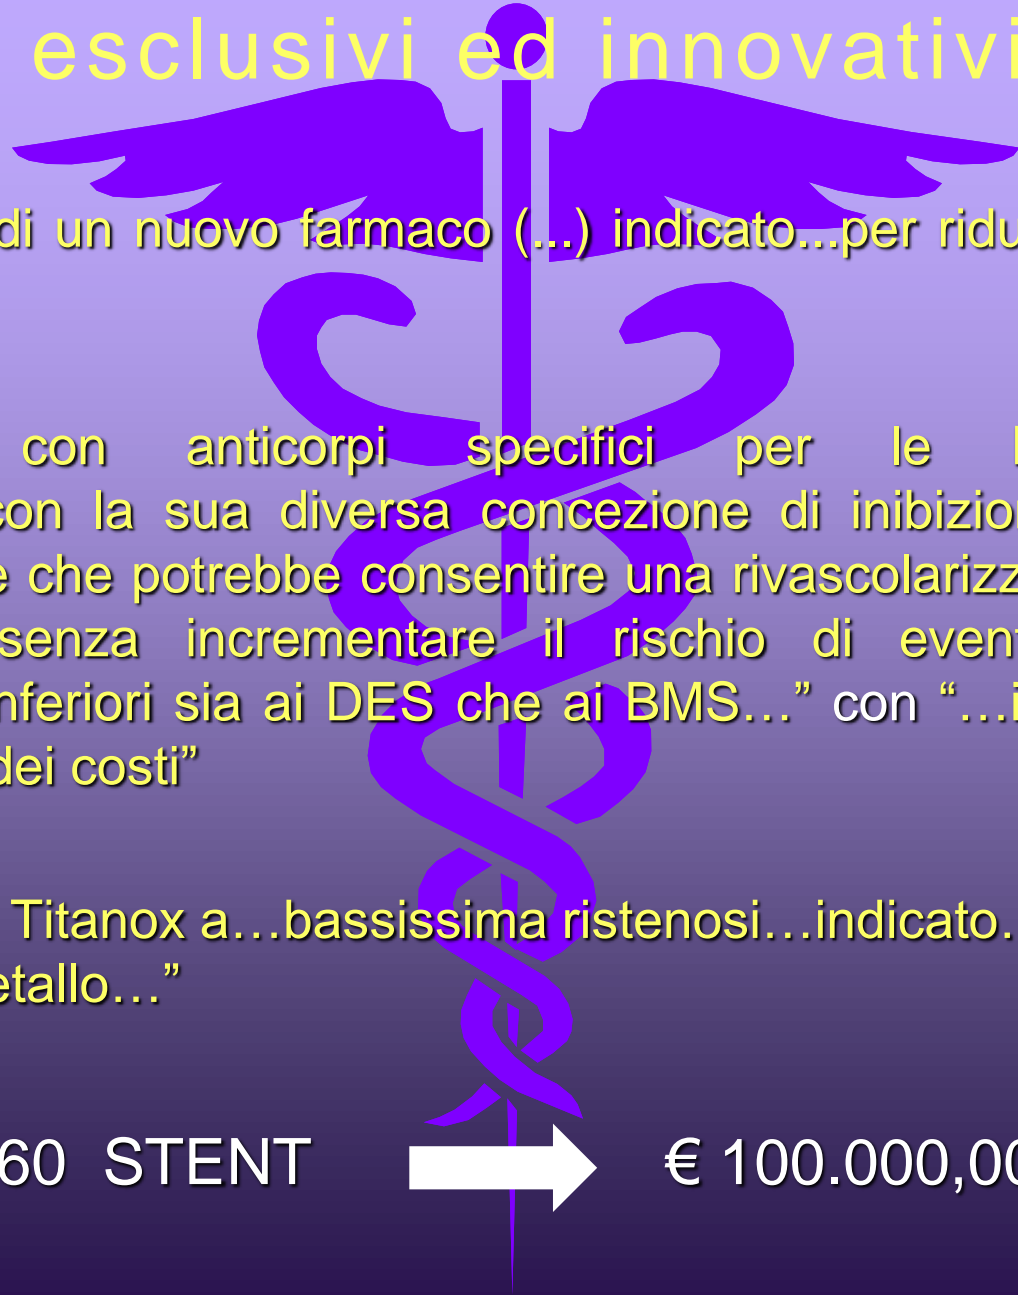 esclusivi ed innovativi
di un nuovo farmaco (...) indicato...per ridu
con anticorpi specifici per le
con la sua diversa concezione di inibizion
e che potrebbe consentire una rivascolarizz
senza incrementare il rischio di event
nferiori sia ai DES che ai BMS…” con “…i
dei costi”
Titanox a…bassissima ristenosi…indicato…
etallo…”
60 STENT € 100.000,00